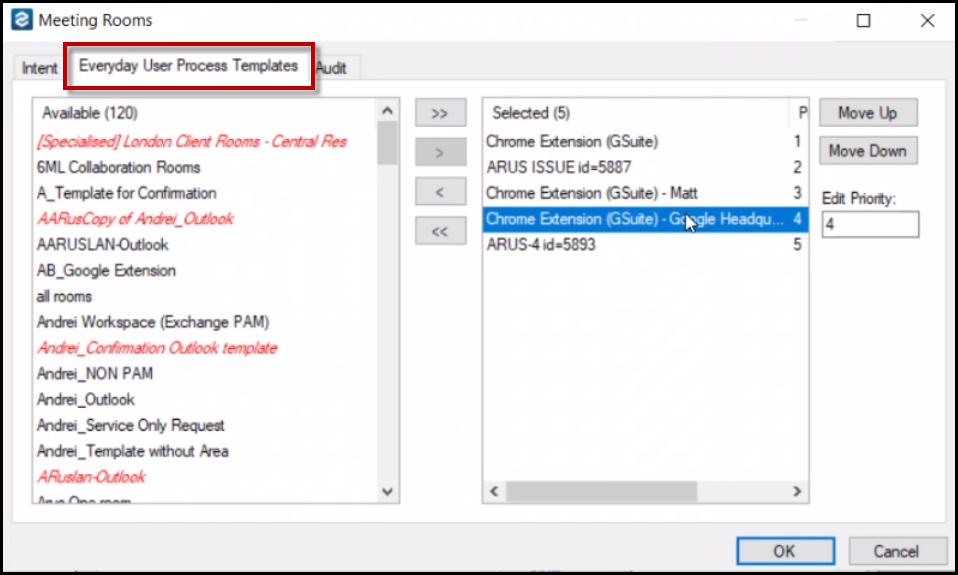 Meeting Rooms
Intent
Everyday User Process Templates
Audit
Available (120)
[Specialised] London Client Rooms - Central Res
6ML Collaboration Rooms
A_Template for Confirmation
AARusCopy of Andrei_Outlook
AARUSLAN-Outlook
AB_Google Extension
all rooms
Andrei Workspace (Exchange PAM)
Andrei_Confirmation Outlook template
Andrei_NON PAM
Andrei_Outlook
Andrei_Service Only Request
Andrei_Template without Area
ARuslan-Outlook
>>
>
<
<<
Selected (5) P
Chrome Extension (GSuite) 1
ARUS ISSUE id=5887 2
Chrome Extension (GSuite) - Matt 3
Chrome Extension (GSuite) - Google Headqu... 4
ARUS-4 id=5893 5
Move Up
Move Down
Edit Priority:
4
OK
Cancel